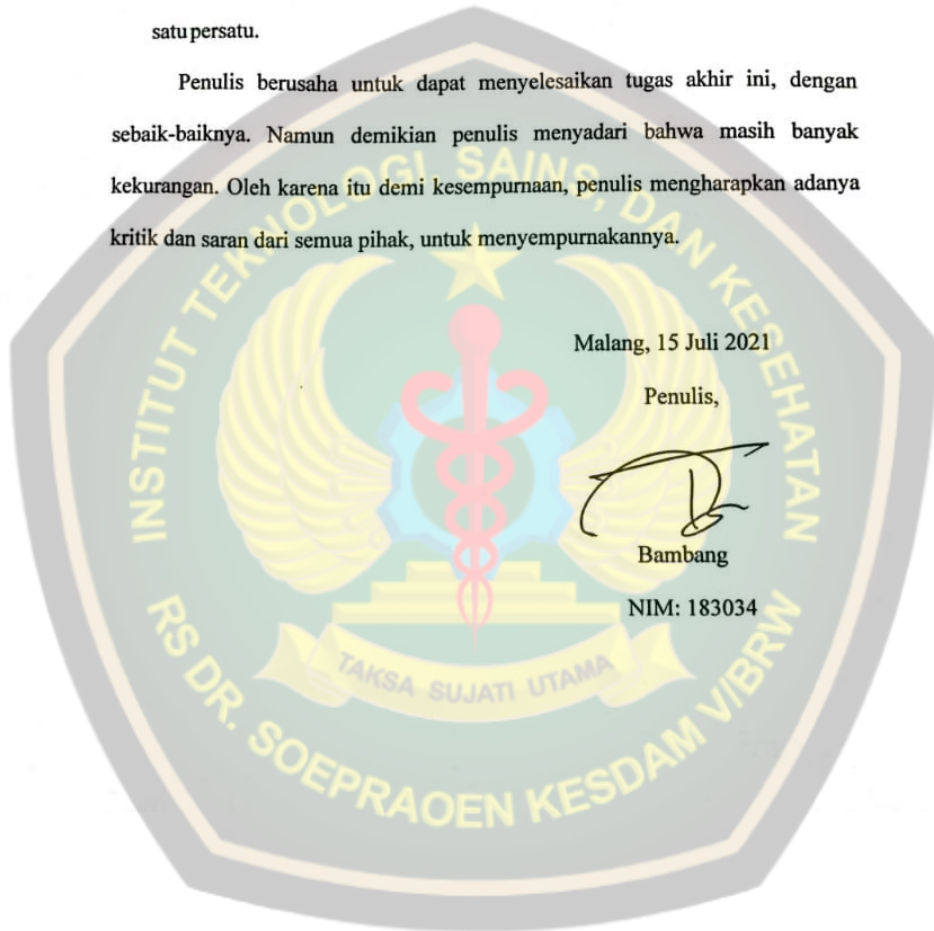 satu persatu.
Penulis berusaha untuk dapat menyelesaikan tugas akhir ini, dengan
sebaik-baiknya. Namun demikian penulis menyadari bahwa masih banyak
kekurangan. Oleh karena itu demi kesempurnaan, penulis mengharapkan adanya
kritik dan saran dari semua pihak, untuk menyempurnakannya.
Malang, 15 Juli 2021
Penulis,
Bambang
NIM: 183034
INSTITUT TEKNOLOGI, SAINS, DAN KESEHATAN
TAKSA SUJATI UTAMA
RS DR. SOEPRAOEN KESDAM V/BRW